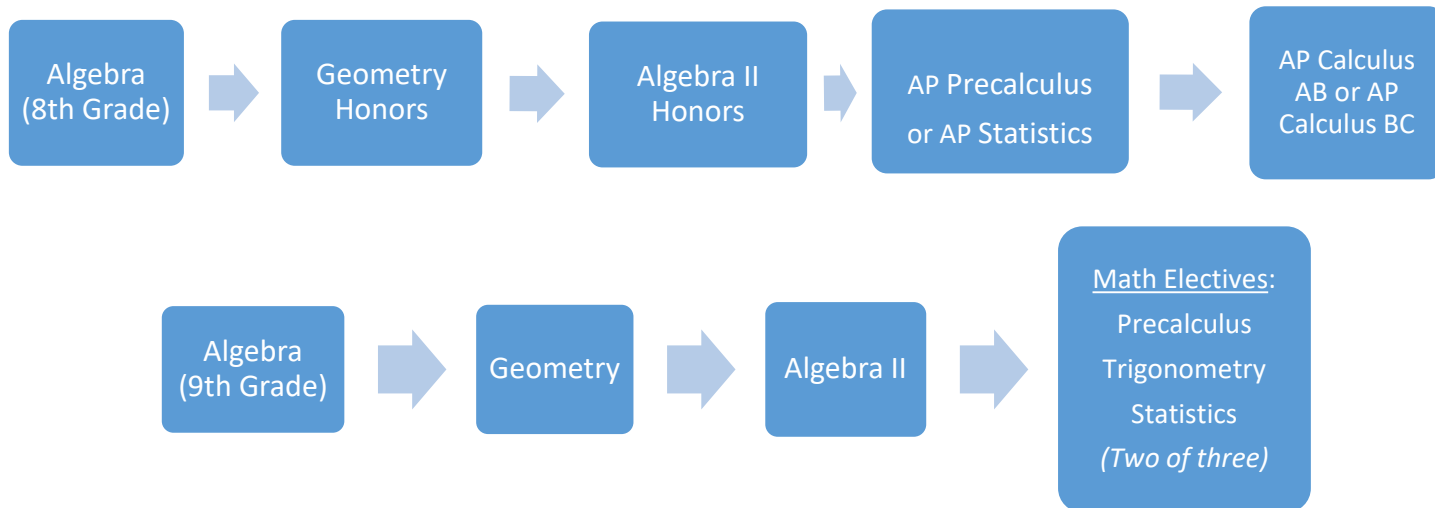 Algebra
(8th Grade)
Geometry
Honors
Algebra II
Honors
AP Precalculus
or AP Statistics
AP Calculus
AB or AP
Calculus BC
Algebra
(9th Grade)
Geometry
Algebra II
Math Electives:
Precalculus
Trigonometry
Statistics
(Two of three)